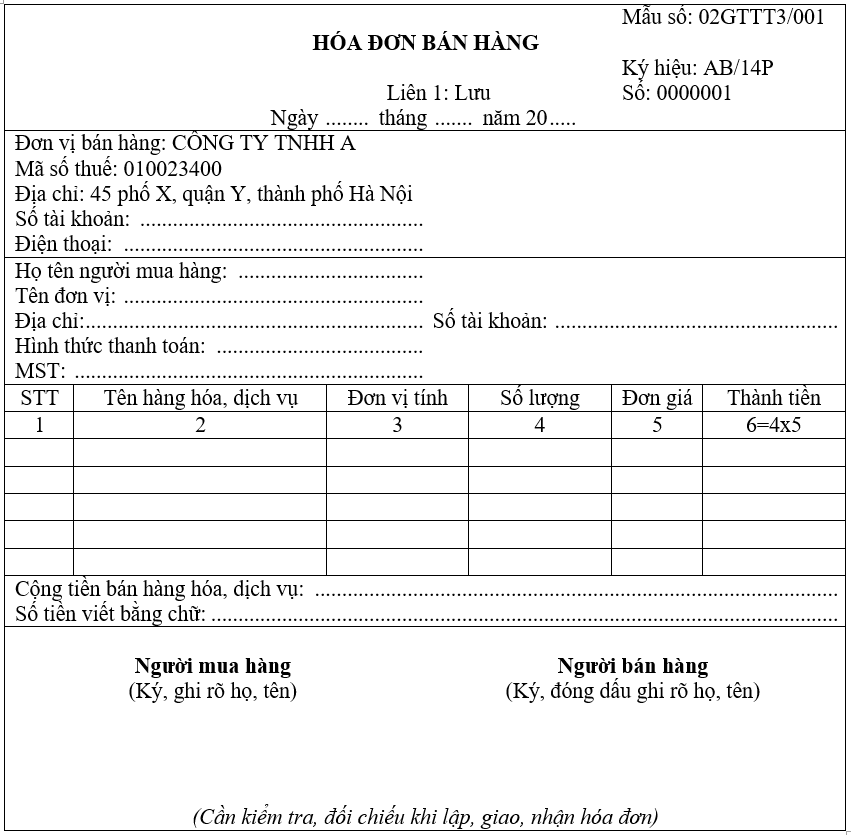 Mẫu số: 02GTTT3/001
HÓA ĐƠN BÁN HÀNG
Ký hiệu: AB/14P
Liên 1: Lưu
Số: 0000001
Ngày ........ tháng ....... năm 20.....
Đơn vị bán hàng: CÔNG TY TNHH A
Mã số thuế: 010023400
Địa chỉ: 45 phố X, quận Y, thành phố Hà Nội
Số tài khoản: ......................................................
Điện thoại: .........................................................
Họ tên người mua hàng: ...................................
Tên đơn vị: .........................................................
Địa chỉ:................................................................ Số tài khoản: ......................................................
Hình thức thanh toán: .......................................
MST: ..................................................................
STT Tên hàng hóa, dịch vụ Đơn vị tính Số lượng Đơn giá Thành tiền
1 2 3 4 5 6=4x5
Cộng tiền bán hàng hóa, dịch vụ: ....................................................................................................
Số tiền viết bằng chữ: .......................................................................................................................
Người mua hàng Người bán hàng
(Ký, ghi rõ họ, tên) (Ký, đóng dấu ghi rõ họ, tên)
(Cần kiểm tra, đối chiếu khi lập, giao, nhận hóa đơn)